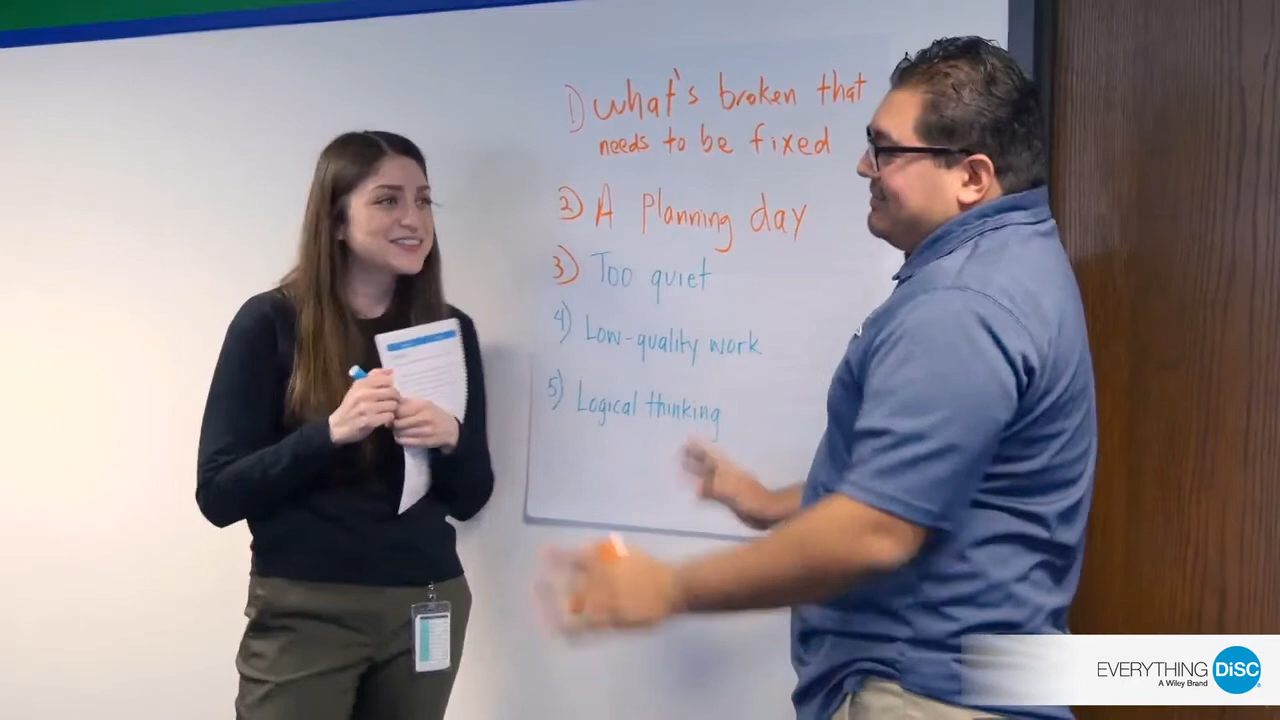 1) What's broken that
needs to be fixed
2) A planning day
3) Too quiet
4) Low-quality work
5) Logical thinking
EVERYTHING DiSC
A Wiley Brand